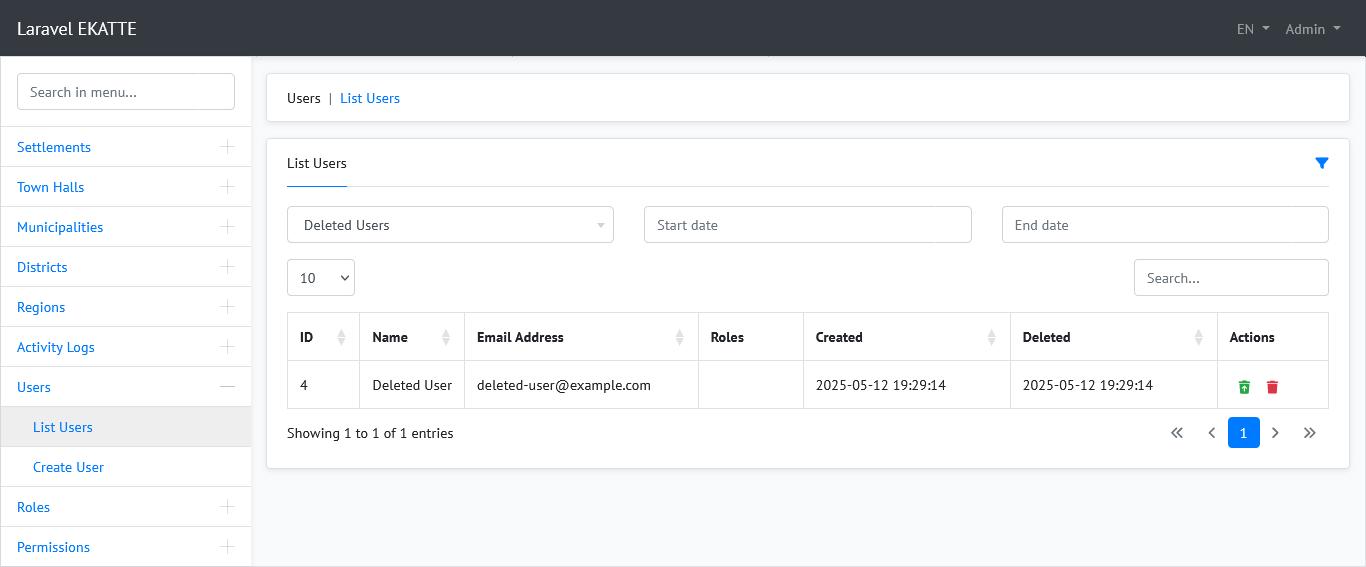 Laravel EKATTE
EN
Admin
Search in menu...
Settlements
Town Halls
Municipalities
Districts
Regions
Activity Logs
Users
List Users
Create User
Roles
Permissions
Users | List Users
List Users
Deleted Users
Start date
End date
10
Search...
ID Name Email Address Roles Created Deleted Actions
4 Deleted User deleted-user@example.com 2025-05-12 19:29:14 2025-05-12 19:29:14
Showing 1 to 1 of 1 entries
1